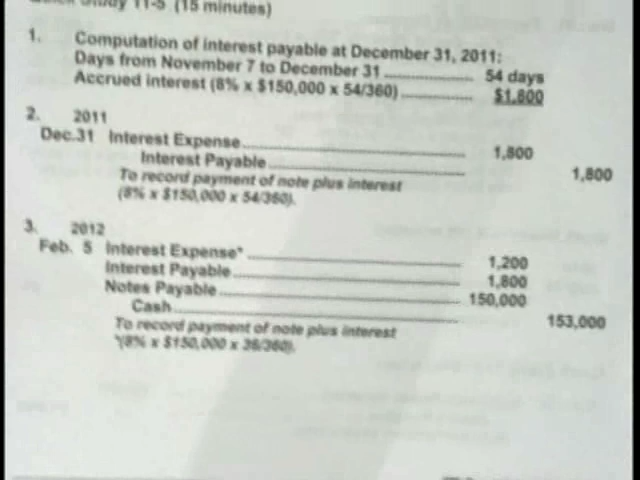 Study 11-5 (15 minutes)
1. Computation of interest payable at December 31, 2011:
Days from November 7 to December 31 .................... 54 days
Accrued interest (8% x $150,000 x 54/360) ................ $1,800
2. 2011
Dec.31 Interest Expense............................................. 1,800
Interest Payable........................................ 1,800
To record payment of note plus interest
(8% x $150,000 x 54/360).
3. 2012
Feb. 5 Interest Expense* ............................................ 1,200
Interest Payable............................................. 1,800
Notes Payable................................................ 150,000
Cash........................................................ 153,000
To record payment of note plus interest
*(8% x $150,000 x 36/360).